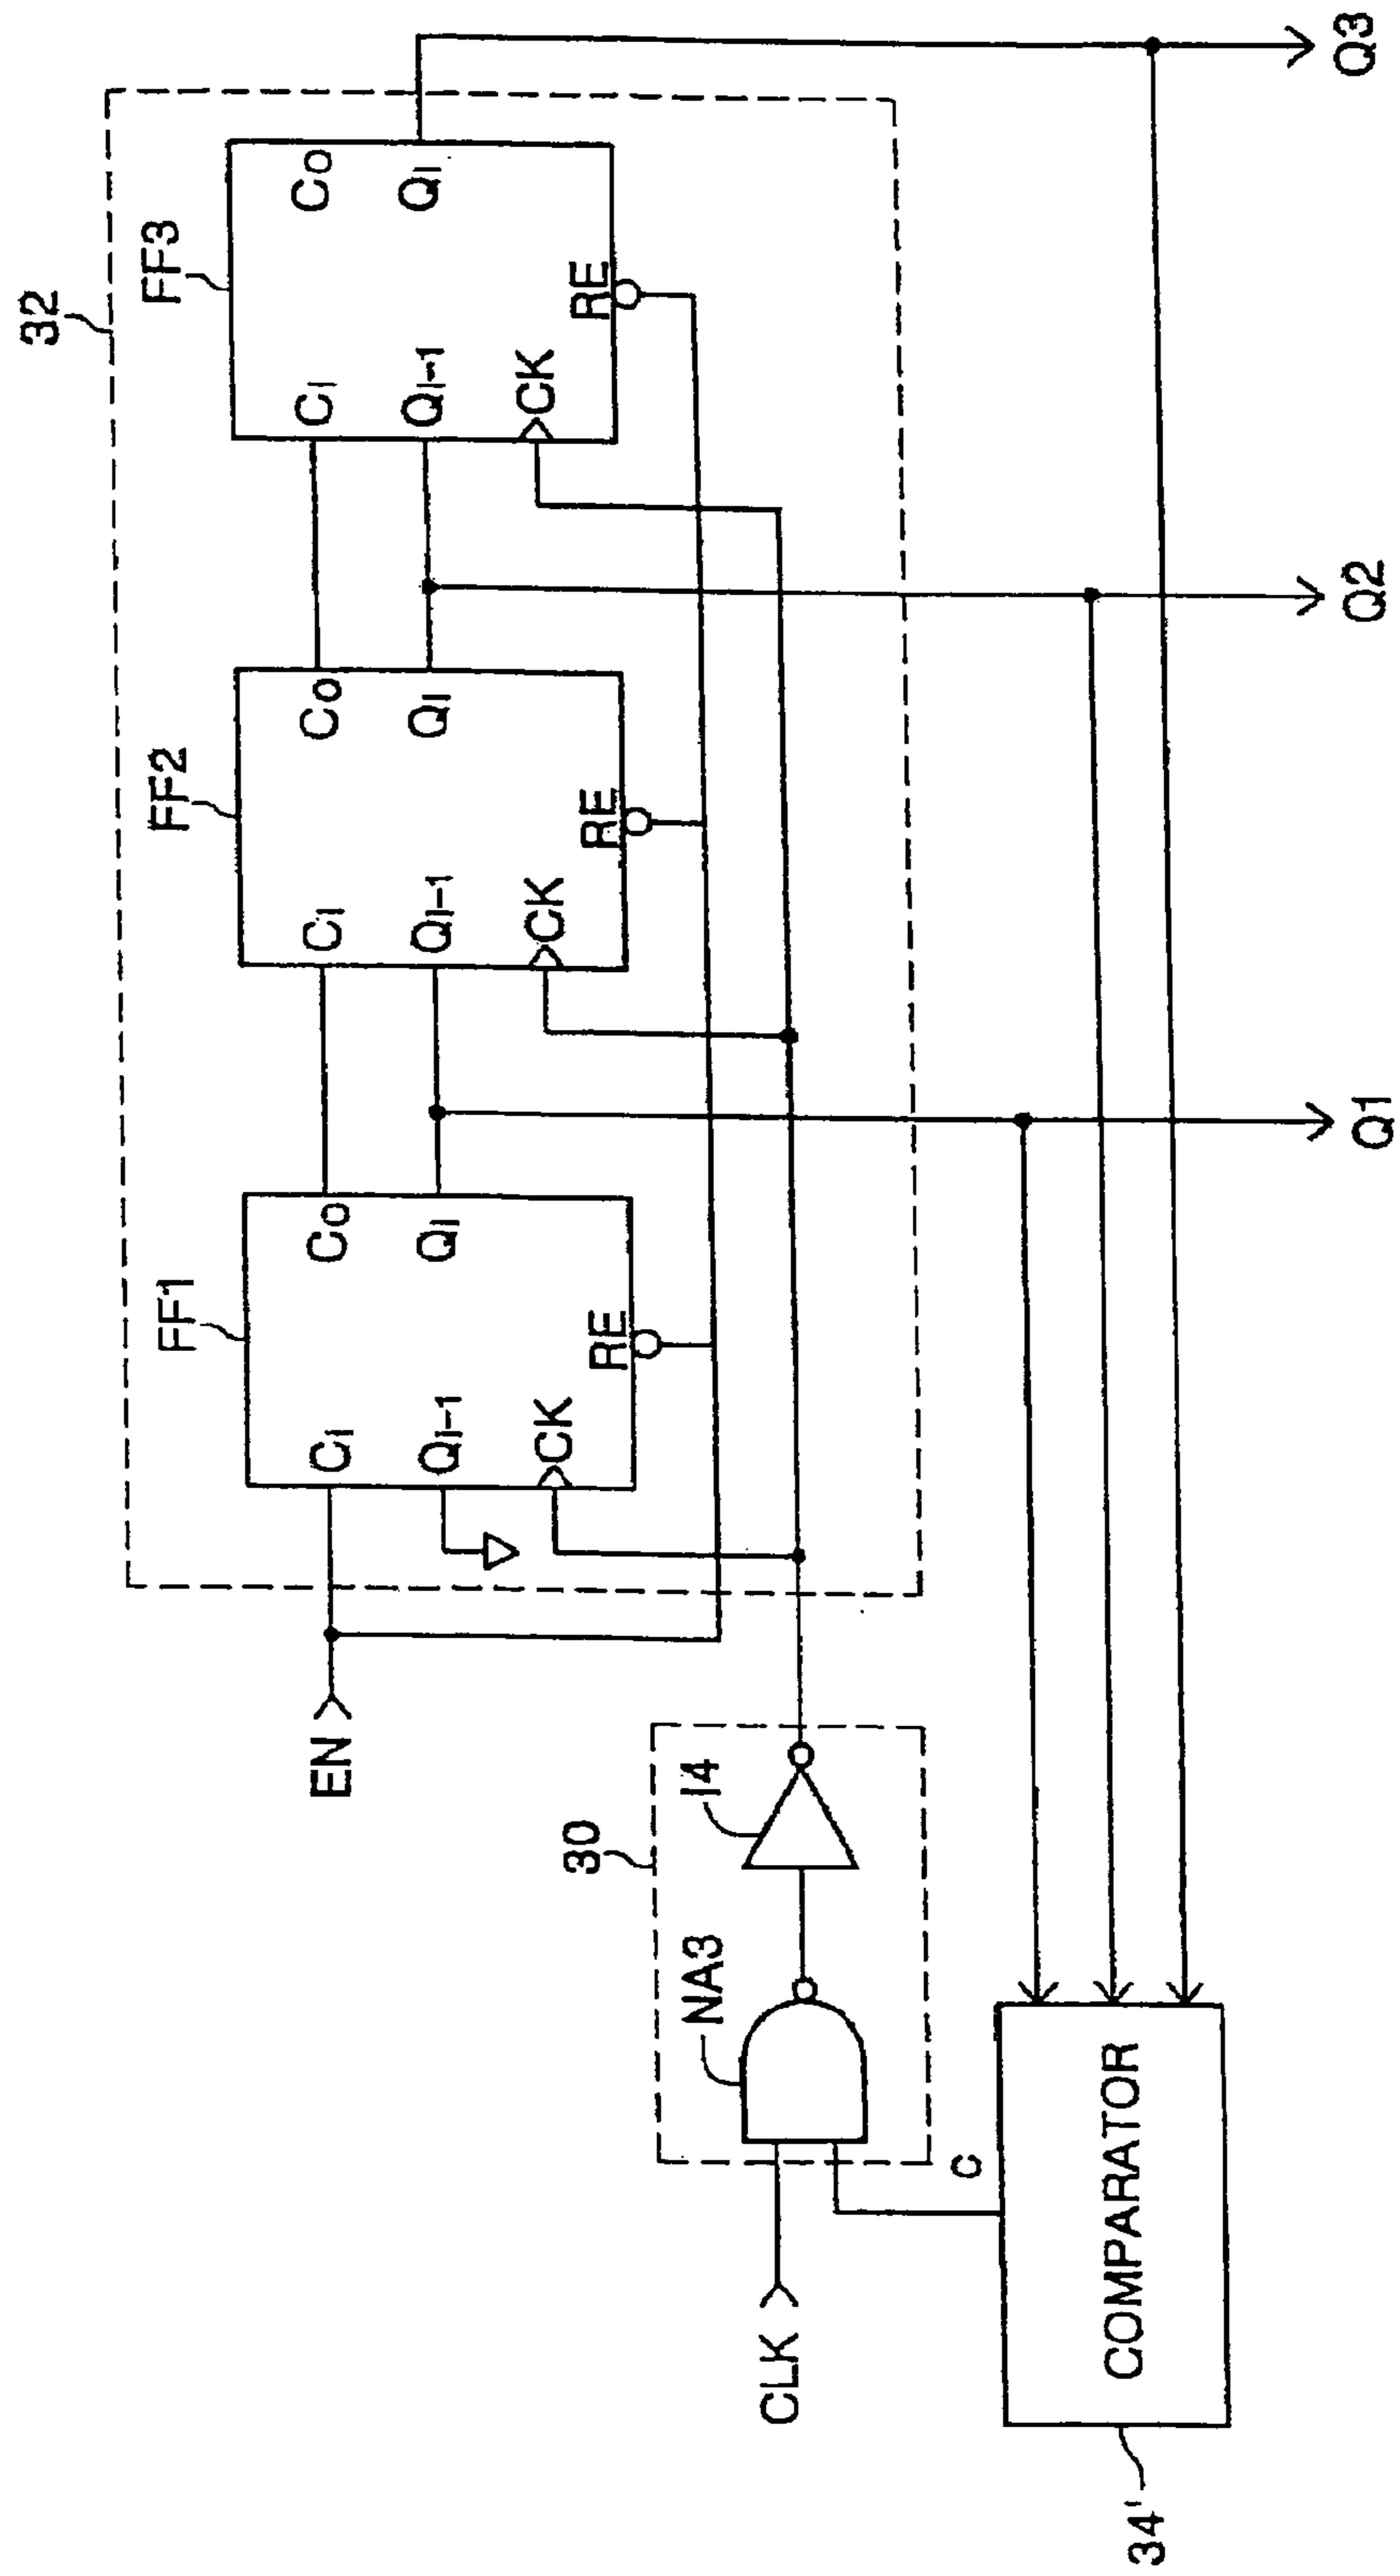 32
FF1
FF2
FF3
CI
CO
CI
CO
CI
CO
QI-1
QI
QI-1
QI
QI-1
QI
CK
RE
CK
RE
CK
RE
EN
30
NA3
I4
CLK
C
COMPARATOR
34'
Q1
Q2
Q3